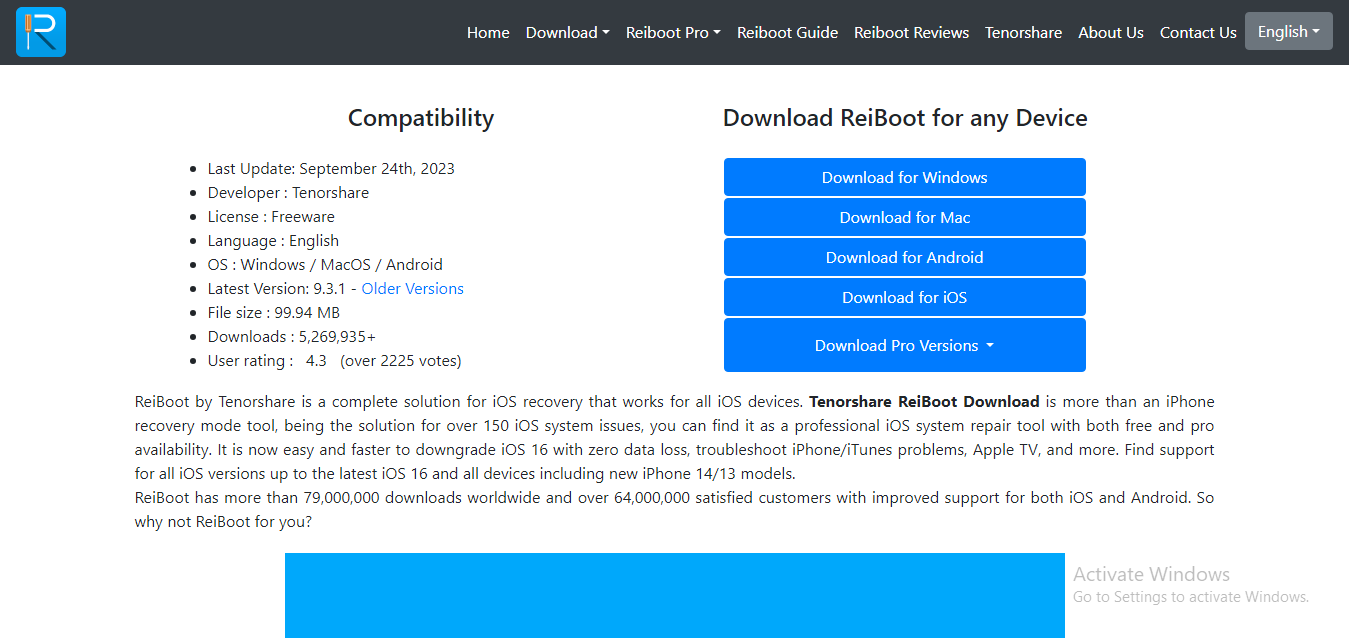 R
Home Download Reiboot Pro Reiboot Guide Reiboot Reviews Tenorshare About Us Contact Us English
Compatibility
Last Update: September 24th, 2023
Developer : Tenorshare
License : Freeware
Language : English
OS : Windows / MacOS / Android
Latest Version: 9.3.1 - Older Versions
File size : 99.94 MB
Downloads : 5,269,935+
User rating : 4.3 (over 2225 votes)
Download ReiBoot for any Device
Download for Windows
Download for Mac
Download for Android
Download for iOS
Download Pro Versions
ReiBoot by Tenorshare is a complete solution for iOS recovery that works for all iOS devices. Tenorshare ReiBoot Download is more than an iPhone
recovery mode tool, being the solution for over 150 iOS system issues, you can find it as a professional iOS system repair tool with both free and pro
availability. It is now easy and faster to downgrade iOS 16 with zero data loss, troubleshoot iPhone/iTunes problems, Apple TV, and more. Find support
for all iOS versions up to the latest iOS 16 and all devices including new iPhone 14/13 models.
ReiBoot has more than 79,000,000 downloads worldwide and over 64,000,000 satisfied customers with improved support for both iOS and Android. So
why not ReiBoot for you?
Activate Windows
Go to Settings to activate Windows.